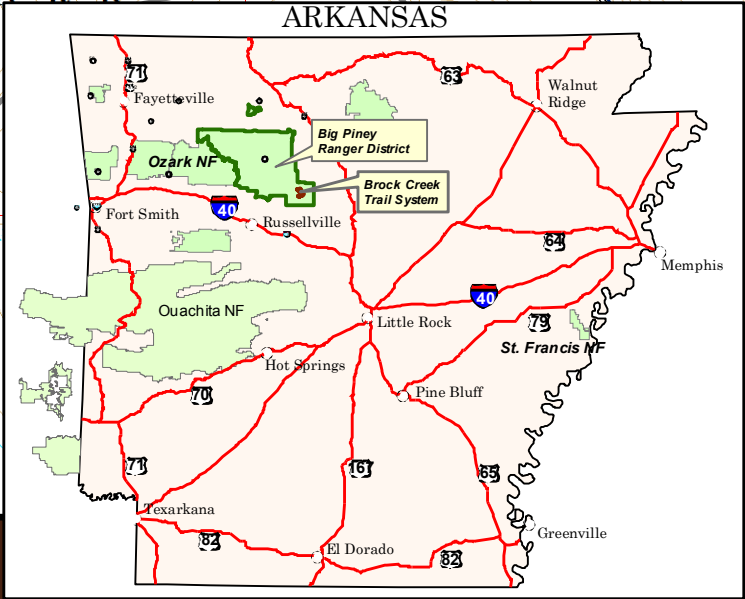 ARKANSAS
71
63
Walnut
Ridge
Fayetteville
Big Piney
Ranger District
Ozark NF
Brock Creek
Trail System
Fort Smith
40
Russellville
64
Memphis
40
Ouachita NF
Little Rock
79
St. Francis NF
Hot Springs
70
Pine Bluff
71
167
65
Texarkana
Greenville
82
El Dorado
82